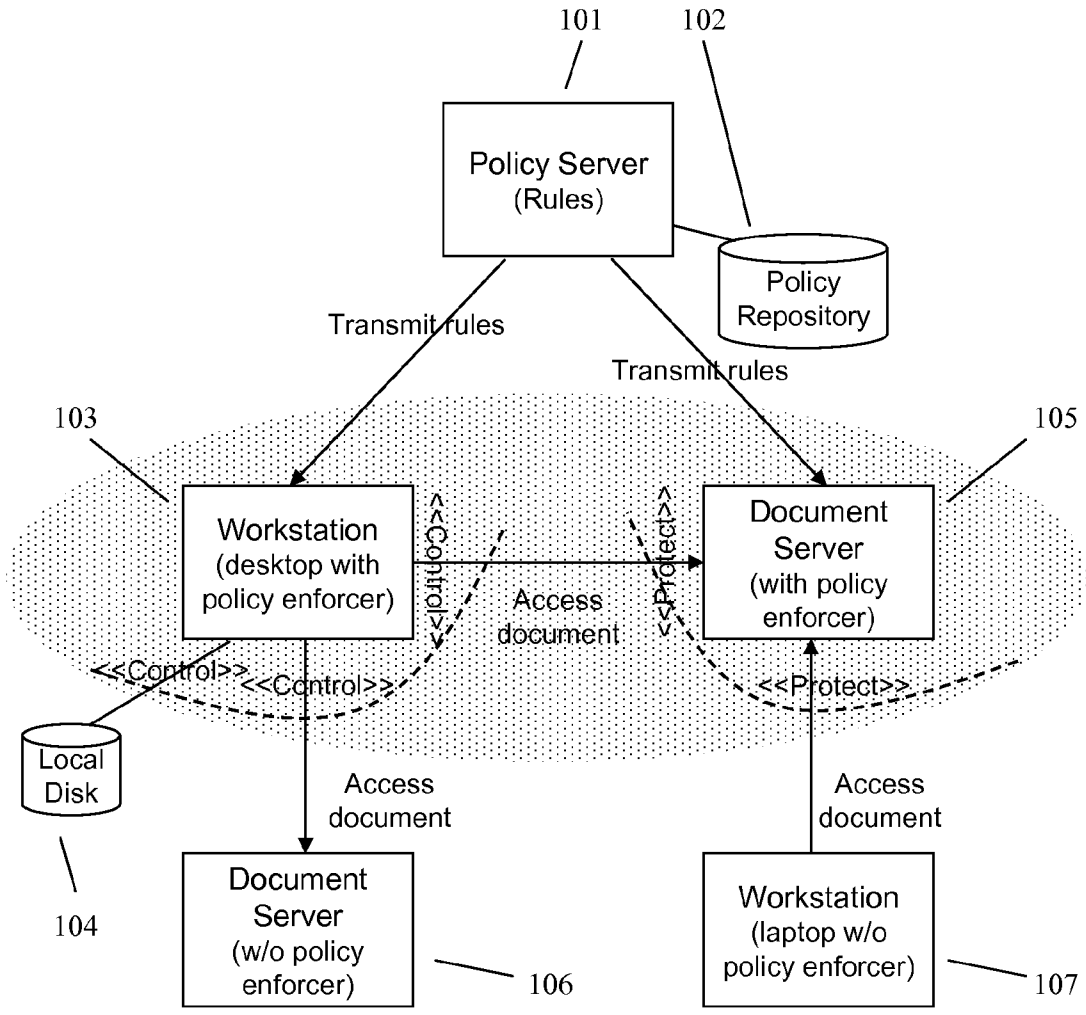 101
102
Policy Server
(Rules)
Policy
Repository
Transmit rules
Transmit rules
103
105
Workstation
(desktop with
policy enforcer)
<<Control>>
<<Protect>>
Document
Server
(with policy
enforcer)
Access
document
<<Control>>
<<Control>>
<<Protect>>
Local
Disk
Access
document
Access
document
104
Document
Server
(w/o policy
enforcer)
106
Workstation
(laptop w/o
policy enforcer)
107